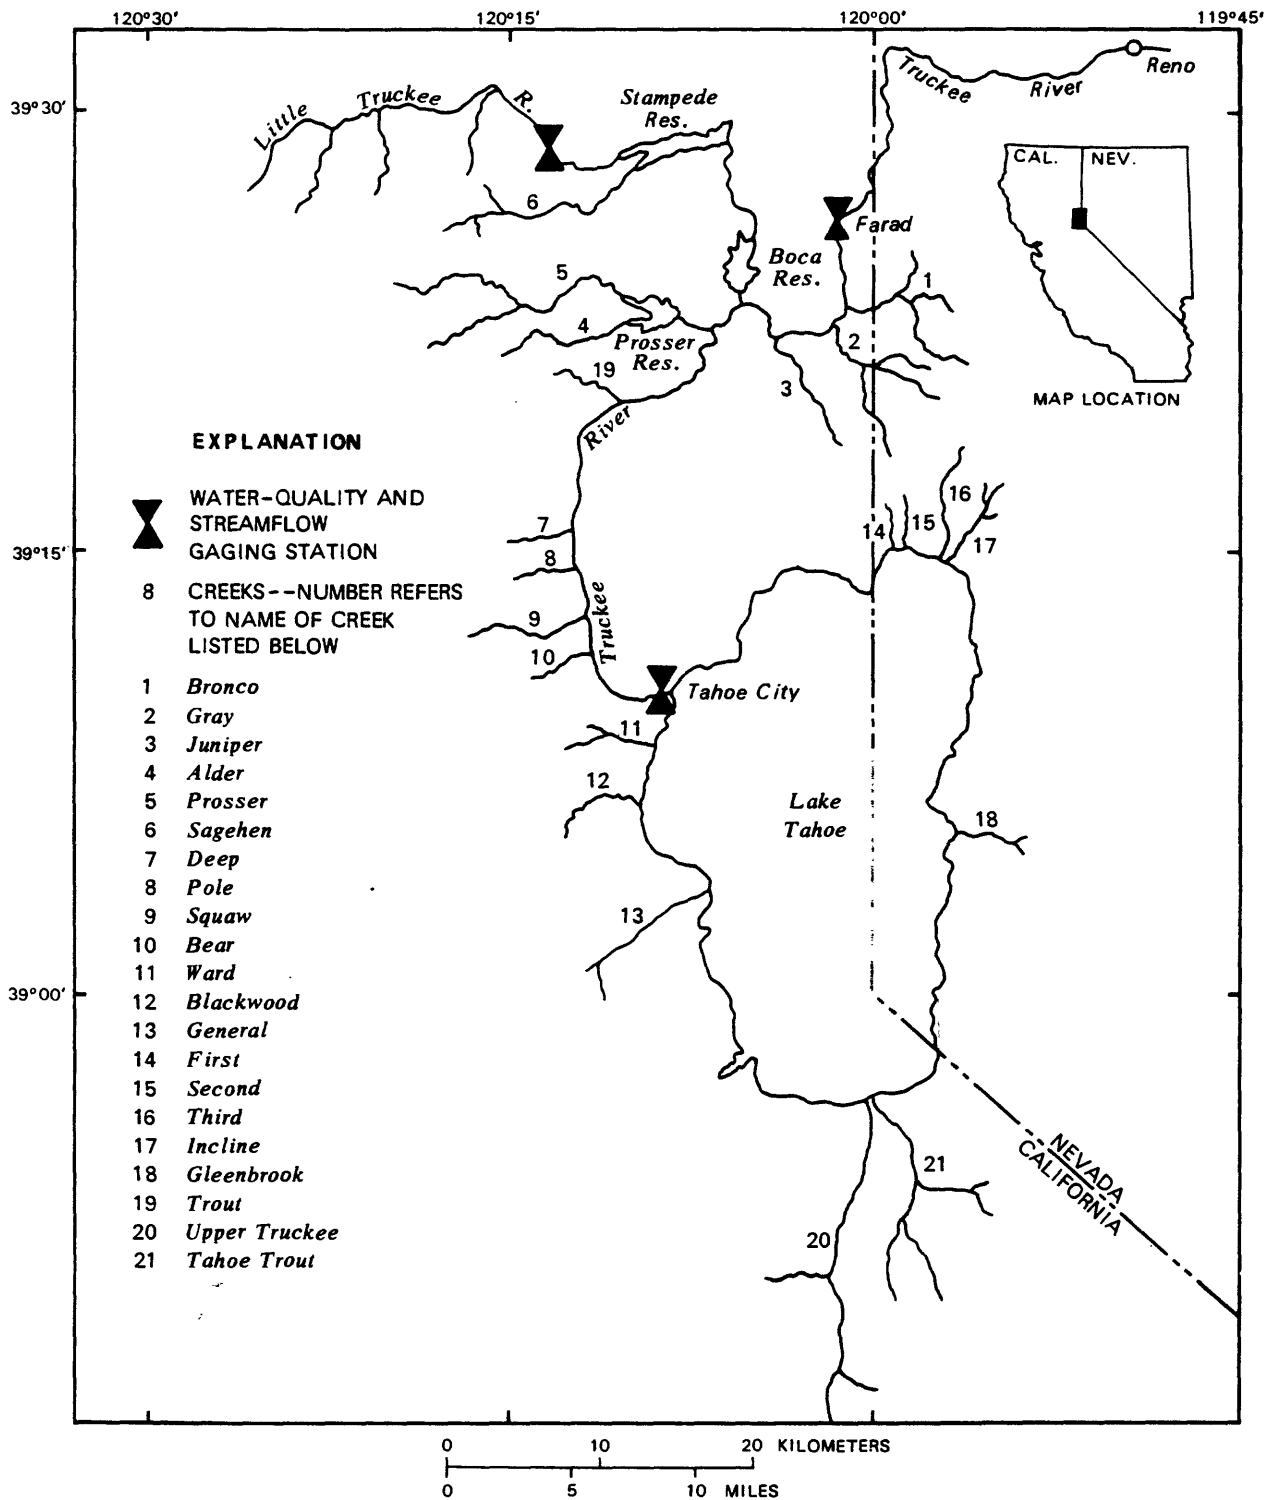 120°30'
120°15'
120°00'
119°45'
39°30'
39°15'
39°00'
Little Truckee R.
Stampede
Res.
Truckee River
Reno
CAL. NEV.
MAP LOCATION
Farad
Boca
Res.
6
5
4
Prosser
Res.
19
1
2
3
River
EXPLANATION
WATER-QUALITY AND
STREAMFLOW
GAGING STATION
8 CREEKS--NUMBER REFERS
TO NAME OF CREEK
LISTED BELOW
1 Bronco
2 Gray
3 Juniper
4 Alder
5 Prosser
6 Sagehen
7 Deep
8 Pole
9 Squaw
10 Bear
11 Ward
12 Blackwood
13 General
14 First
15 Second
16 Third
17 Incline
18 Gleenbrook
19 Trout
20 Upper Truckee
21 Tahoe Trout
7
8
9
10
Truckee
Tahoe City
11
12
13
14
15
16
17
Lake
Tahoe
18
NEVADA
CALIFORNIA
21
20
0 10 20 KILOMETERS
0 5 10 MILES